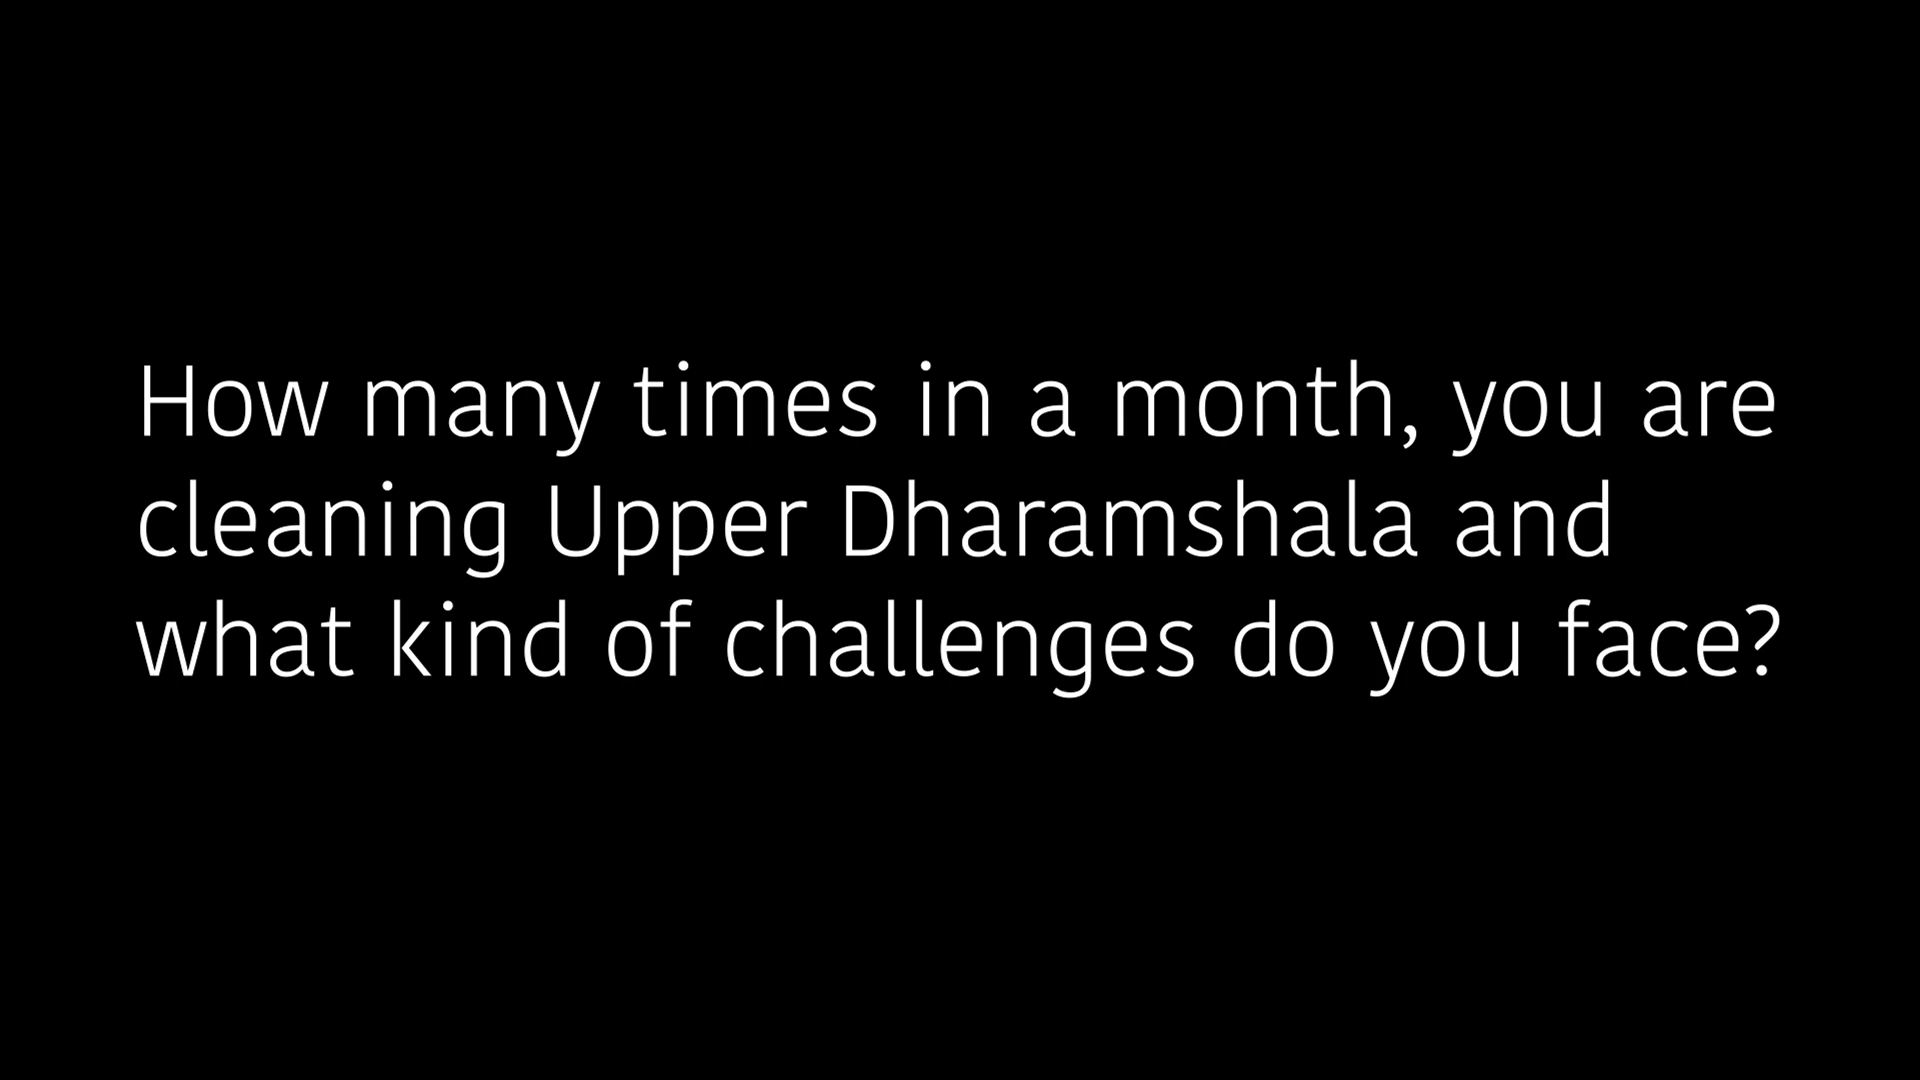 How many times in a month, you are
cleaning Upper Dharamshala and
what kind of challenges do you face?